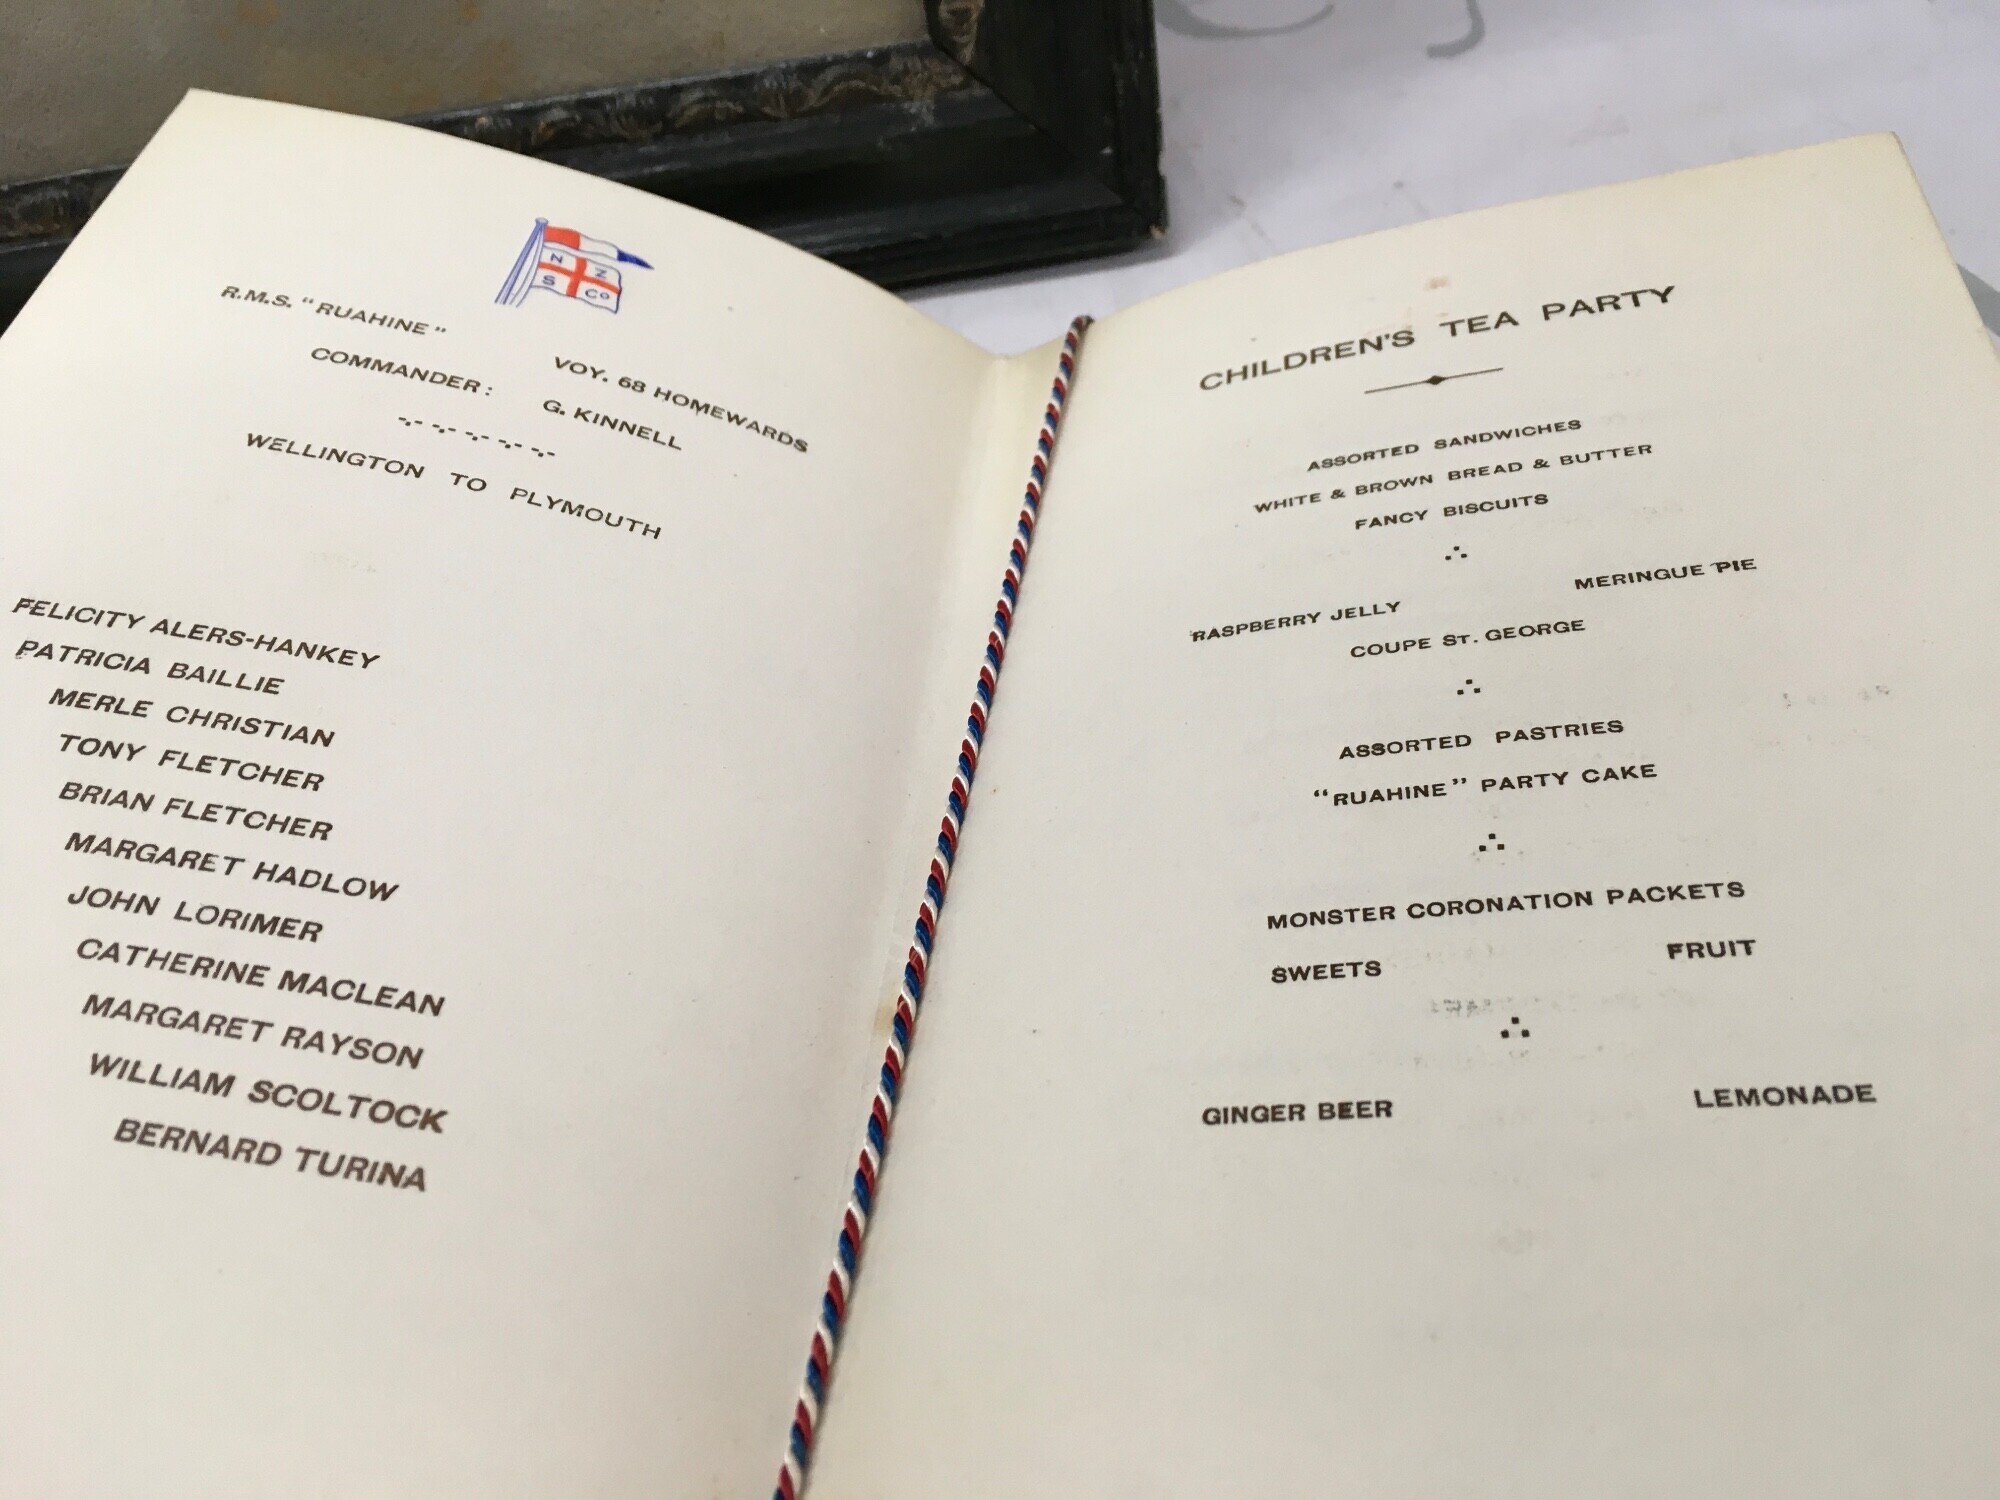 N Z
S Co
R.M.S. "RUAHINE" VOY. 68 HOMEWARDS
COMMANDER: G. KINNELL
WELLINGTON TO PLYMOUTH
FELICITY ALERS-HANKEY
PATRICIA BAILLIE
MERLE CHRISTIAN
TONY FLETCHER
BRIAN FLETCHER
MARGARET HADLOW
JOHN LORIMER
CATHERINE MACLEAN
MARGARET RAYSON
WILLIAM SCOLTOCK
BERNARD TURINA
CHILDREN'S TEA PARTY
ASSORTED SANDWICHES
WHITE & BROWN BREAD & BUTTER
FANCY BISCUITS
RASPBERRY JELLY MERINGUE PIE
COUPE ST. GEORGE
ASSORTED PASTRIES
"RUAHINE" PARTY CAKE
MONSTER CORONATION PACKETS
SWEETS FRUIT
GINGER BEER LEMONADE